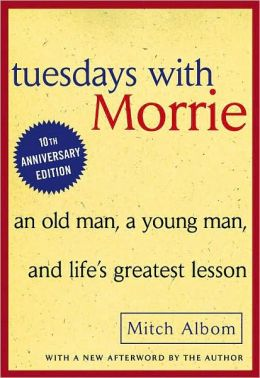 tuesdays with
Morrie
10TH
ANNIVERSARY
EDITION
an old man, a young man,
and life's greatest lesson
Mitch Albom
WITH A NEW AFTERWORD BY THE AUTHOR